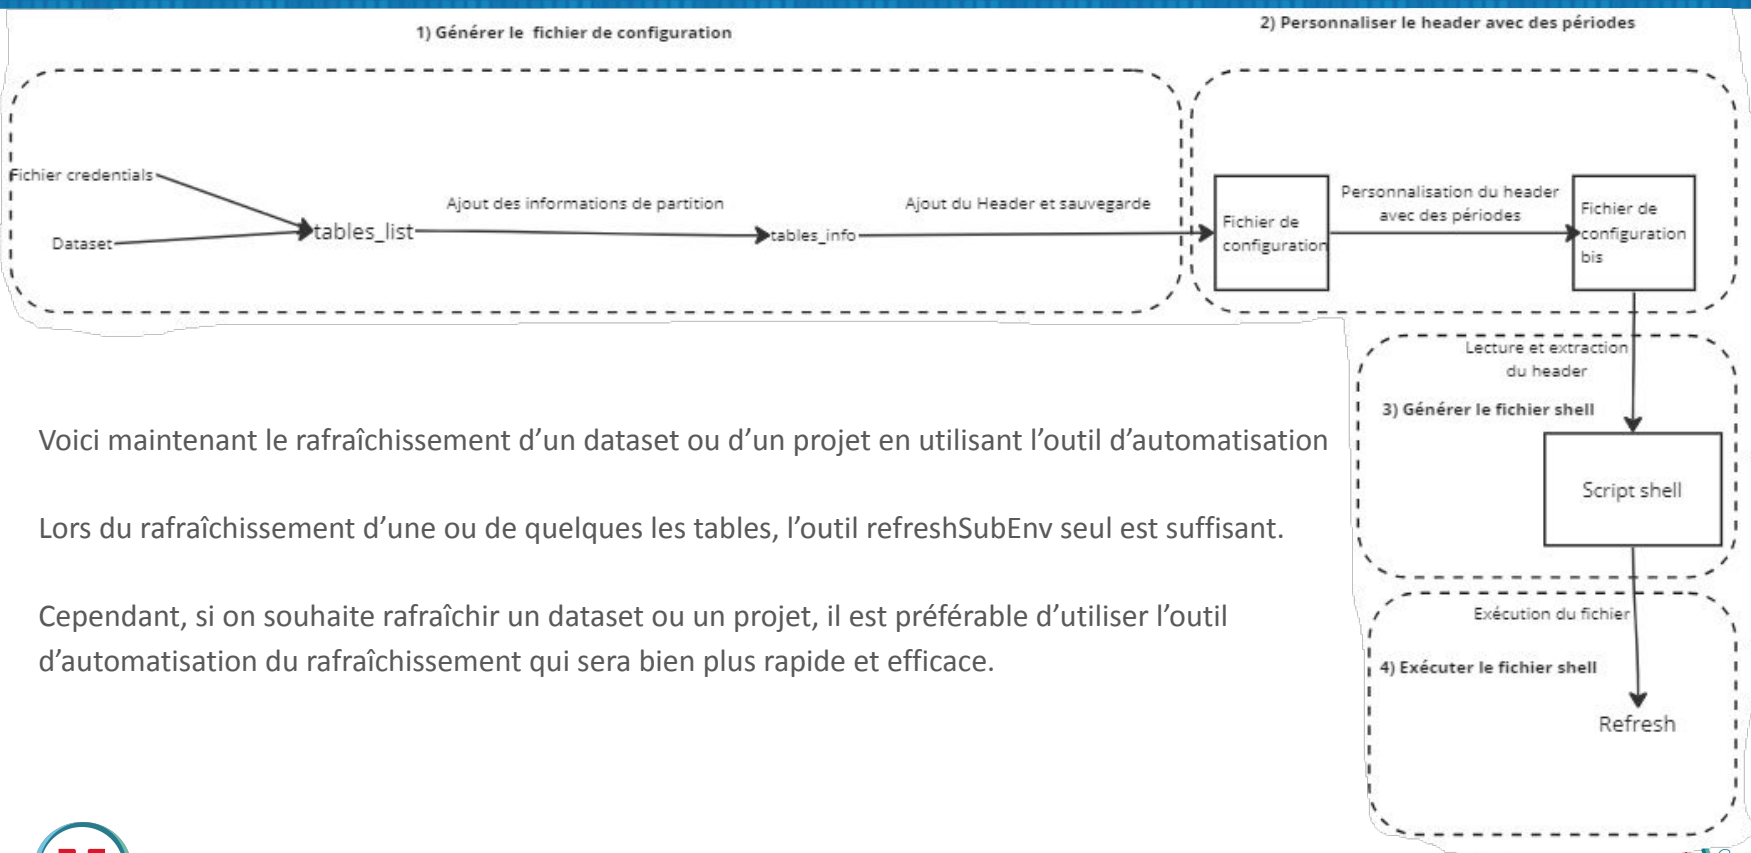 1) Générer le fichier de configuration
2) Personnaliser le header avec des périodes
Fichier credentials
Dataset
tables_list
Ajout des informations de partition
tables_info
Ajout du Header et sauvegarde
Fichier de
configuration
Personnalisation du header
avec des périodes
Fichier de
configuration
bis
Lecture et extraction
du header
3) Générer le fichier shell
Script shell
Exécution du fichier
4) Exécuter le fichier shell
Refresh
Voici maintenant le rafraîchissement d’un dataset ou d’un projet en utilisant l’outil d’automatisation
Lors du rafraîchissement d’une ou de quelques les tables, l’outil refreshSubEnv seul est suffisant.
Cependant, si on souhaite rafraîchir un dataset ou un projet, il est préférable d’utiliser l’outil
d’automatisation du rafraîchissement qui sera bien plus rapide et efficace.